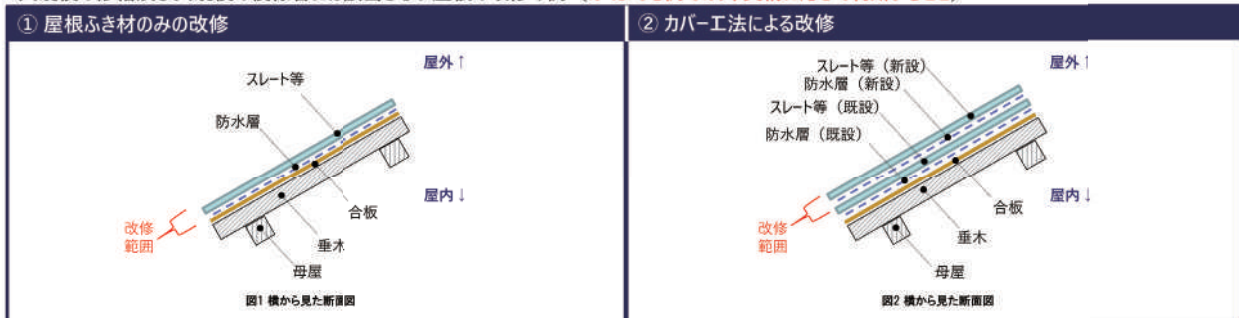 ① 屋根ふき材のみの改修
屋外↑
スレート等
防水層
屋内↓
合板
改修
範囲
垂木
母屋
図1 横から見た断面図
② カバー工法による改修
スレート等（新設）
屋外↑
防水層（新設）
スレート等（既設）
防水層（既設）
屋内↓
合板
改修
範囲
垂木
母屋
図2 横から見た断面図